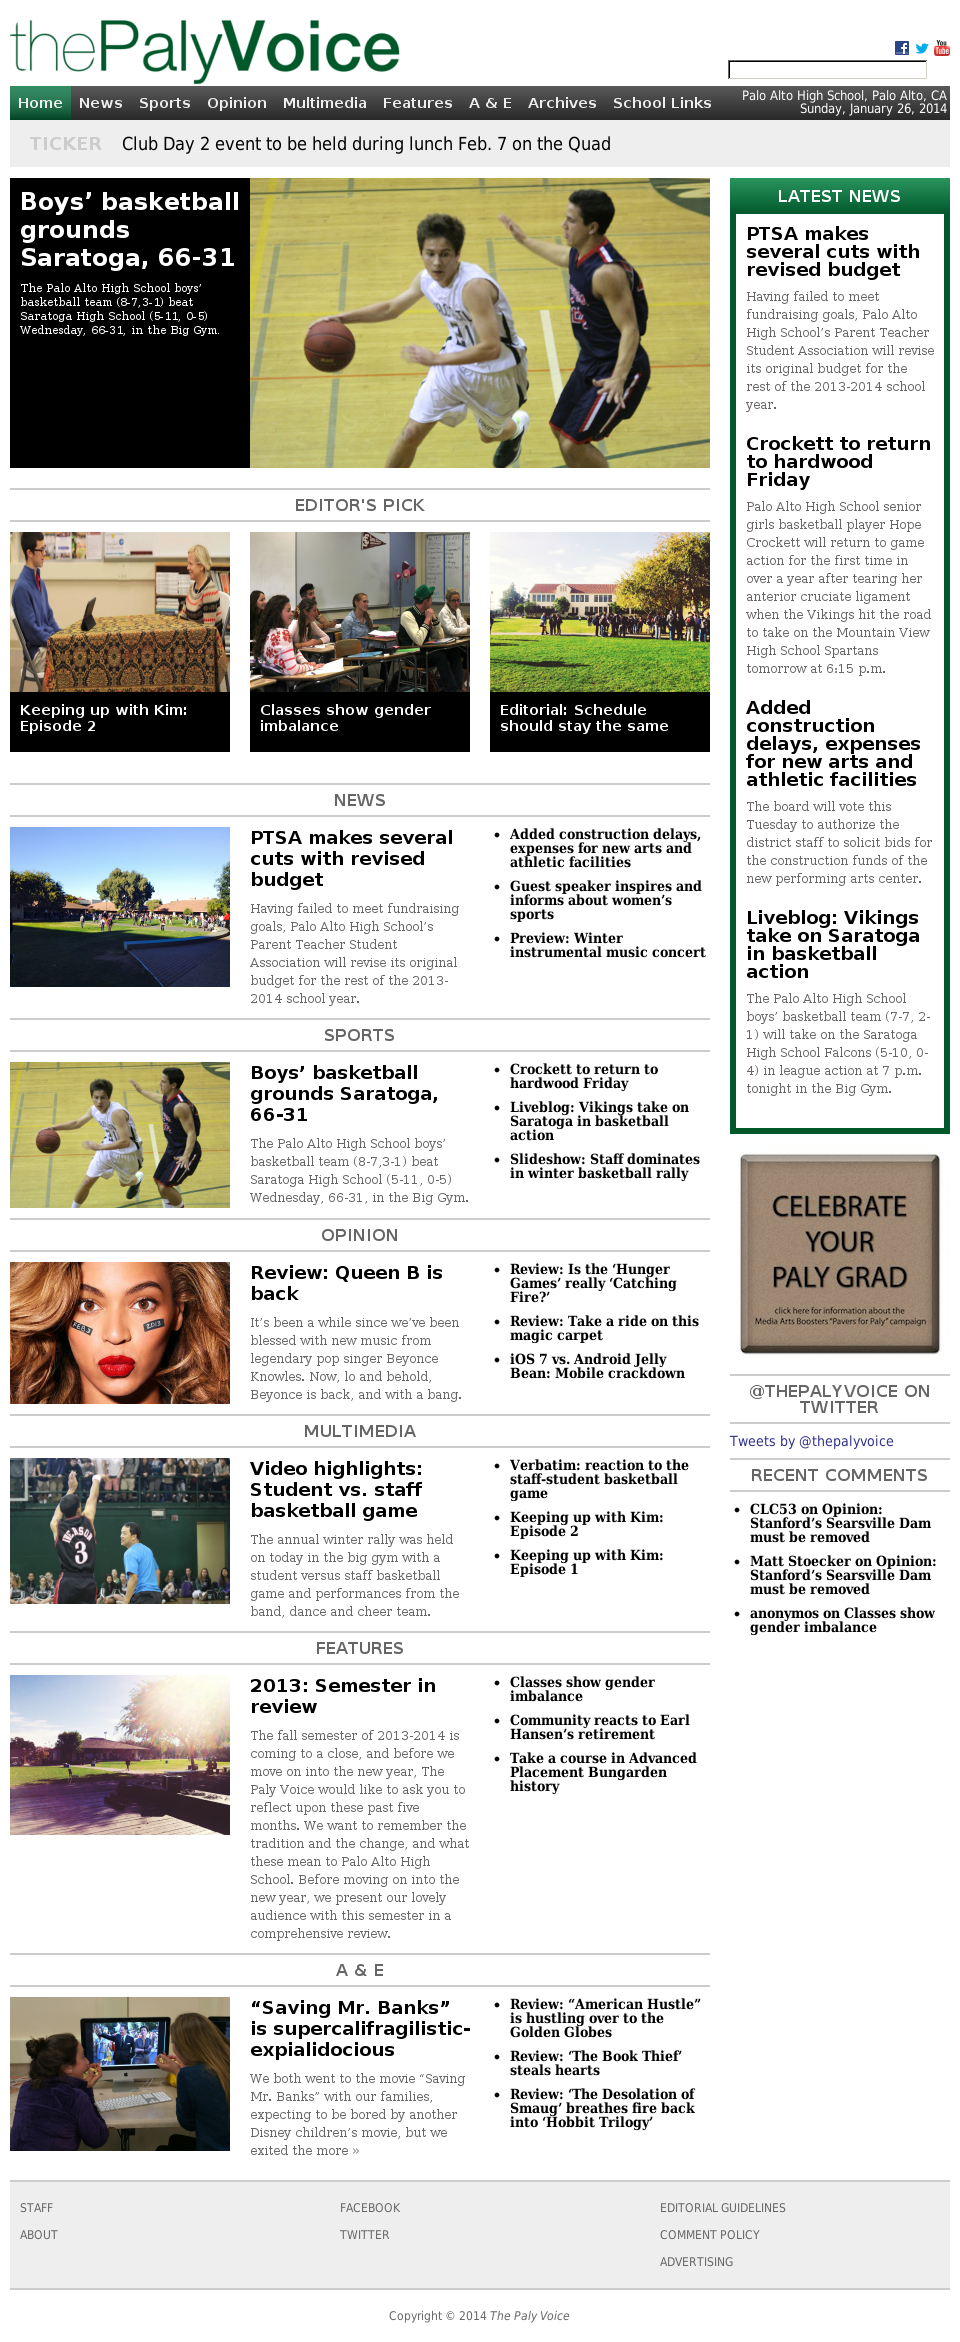 thePalyVoice
Home News Sports Opinion Multimedia Features A & E Archives School Links
Palo Alto High School, Palo Alto, CA
Sunday, January 26, 2014
TICKER Club Day 2 event to be held during lunch Feb. 7 on the Quad
Boys’ basketball
grounds
Saratoga, 66-31
The Palo Alto High School boys’
basketball team (8-7,3-1) beat
Saratoga High School (5-11, 0-5)
Wednesday, 66-31, in the Big Gym.
EDITOR'S PICK
Keeping up with Kim:
Episode 2
Classes show gender
imbalance
Editorial: Schedule
should stay the same
NEWS
PTSA makes several
cuts with revised
budget
Having failed to meet fundraising
goals, Palo Alto High School’s
Parent Teacher Student
Association will revise its original
budget for the rest of the 2013-
2014 school year.
• Added construction delays,
expenses for new arts and
athletic facilities
• Guest speaker inspires and
informs about women’s
sports
• Preview: Winter
instrumental music concert
SPORTS
Boys’ basketball
grounds Saratoga,
66-31
The Palo Alto High School boys’
basketball team (8-7,3-1) beat
Saratoga High School (5-11, 0-5)
Wednesday, 66-31, in the Big Gym.
• Crockett to return to
hardwood Friday
• Liveblog: Vikings take on
Saratoga in basketball
action
• Slideshow: Staff dominates
in winter basketball rally
OPINION
FEB3
2013
Review: Queen B is
back
It’s been a while since we’ve been
blessed with new music from
legendary pop singer Beyonce
Knowles. Now, lo and behold,
Beyonce is back, and with a bang.
• Review: Is the ‘Hunger
Games’ really ‘Catching
Fire?’
• Review: Take a ride on this
magic carpet
• iOS 7 vs. Android Jelly
Bean: Mobile crackdown
MULTIMEDIA
3
Video highlights:
Student vs. staff
basketball game
The annual winter rally was held
on today in the big gym with a
student versus staff basketball
game and performances from the
band, dance and cheer team.
• Verbatim: reaction to the
staff-student basketball
game
• Keeping up with Kim:
Episode 2
• Keeping up with Kim:
Episode 1
FEATURES
2013: Semester in
review
The fall semester of 2013-2014 is
coming to a close, and before we
move on into the new year, The
Paly Voice would like to ask you to
reflect upon these past five
months. We want to remember the
tradition and the change, and what
these mean to Palo Alto High
School. Before moving on into the
new year, we present our lovely
audience with this semester in a
comprehensive review.
• Classes show gender
imbalance
• Community reacts to Earl
Hansen’s retirement
• Take a course in Advanced
Placement Bungarden
history
A & E
“Saving Mr. Banks”
is supercalifragilistic-
expialidocious
We both went to the movie “Saving
Mr. Banks” with our families,
expecting to be bored by another
Disney children’s movie, but we
exited the more »
• Review: “American Hustle”
is hustling over to the
Golden Globes
• Review: ‘The Book Thief’
steals hearts
• Review: ‘The Desolation of
Smaug’ breathes fire back
into ‘Hobbit Trilogy’
LATEST NEWS
PTSA makes
several cuts with
revised budget
Having failed to meet
fundraising goals, Palo Alto
High School’s Parent Teacher
Student Association will revise
its original budget for the
rest of the 2013-2014 school
year.
Crockett to return
to hardwood
Friday
Palo Alto High School senior
girls basketball player Hope
Crockett will return to game
action for the first time in
over a year after tearing her
anterior cruciate ligament
when the Vikings hit the road
to take on the Mountain View
High School Spartans
tomorrow at 6:15 p.m.
Added
construction
delays, expenses
for new arts and
athletic facilities
The board will vote this
Tuesday to authorize the
district staff to solicit bids for
the construction funds of the
new performing arts center.
Liveblog: Vikings
take on Saratoga
in basketball
action
The Palo Alto High School
boys’ basketball team (7-7, 2-
1) will take on the Saratoga
High School Falcons (5-10, 0-
4) in league action at 7 p.m.
tonight in the Big Gym.
CELEBRATE
YOUR
PALY GRAD
click here for information about the
Media Arts Boosters “Pavers for Paly” campaign
@THEPALYVOICE ON
TWITTER
Tweets by @thepalyvoice
RECENT COMMENTS
• CLC53 on Opinion:
Stanford’s Searsville Dam
must be removed
• Matt Stoecker on Opinion:
Stanford’s Searsville Dam
must be removed
• anonymos on Classes show
gender imbalance
STAFF
ABOUT
FACEBOOK
TWITTER
EDITORIAL GUIDELINES
COMMENT POLICY
ADVERTISING
Copyright © 2014 The Paly Voice